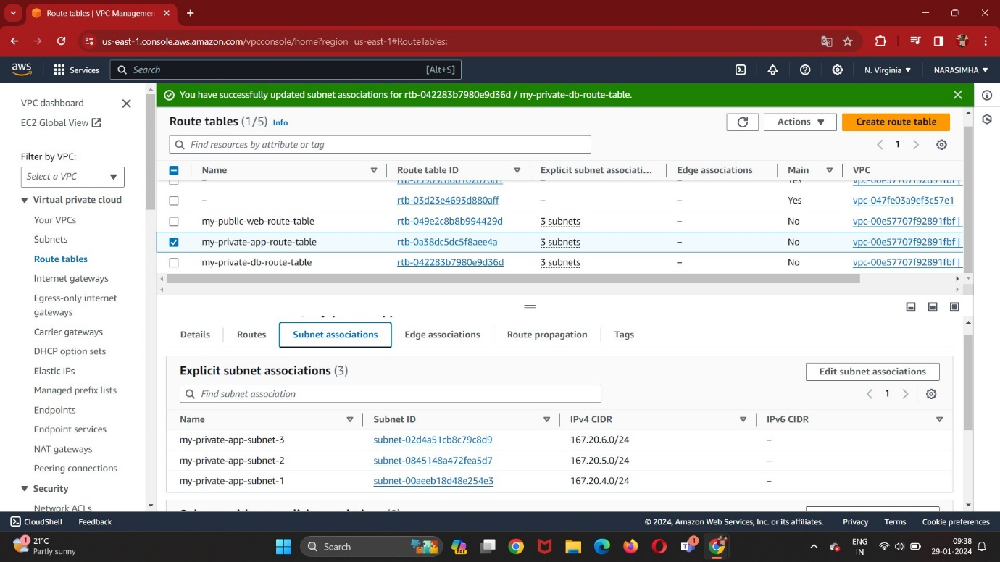 Route tables | VPC Managemen
us-east-1.console.aws.amazon.com/vpcconsole/home?region=us-east-1#RouteTables:
aws Services Search [Alt+S] N. Virginia ▼ NARASIMHA ▼
VPC dashboard
EC2 Global View
Filter by VPC:
Select a VPC
Virtual private cloud
Your VPCs
Subnets
Route tables
Internet gateways
Egress-only internet
gateways
Carrier gateways
DHCP option sets
Elastic IPs
Managed prefix lists
Endpoints
Endpoint services
NAT gateways
Peering connections
Security
Network ACLs
You have successfully updated subnet associations for rtb-042283b7980e9d36d / my-private-db-route-table.
Route tables (1/5) Info
Actions Create route table
Find resources by attribute or tag
1
Name Route table ID Explicit subnet associati... Edge associations Main VPC
– rtb-03d23e4693d880aff – – Yes vpc-047fe03a9ef3c57e1
my-public-web-route-table rtb-049e2c8b8b994429d 3 subnets – No vpc-00e57707f92891fbf |
my-private-app-route-table rtb-0a38dc5dc5f8aee4a 3 subnets – No vpc-00e57707f92891fbf |
my-private-db-route-table rtb-042283b7980e9d36d 3 subnets – No vpc-00e57707f92891fbf |
Details Routes Subnet associations Edge associations Route propagation Tags
Explicit subnet associations (3)
Edit subnet associations
Find subnet association
1
Name Subnet ID IPv4 CIDR IPv6 CIDR
my-private-app-subnet-3 subnet-02d4a51cb8c79c8d9 167.20.6.0/24 –
my-private-app-subnet-2 subnet-0845148a472fea5d7 167.20.5.0/24 –
my-private-app-subnet-1 subnet-00aeeb18d48e254e3 167.20.4.0/24 –
CloudShell Feedback © 2024, Amazon Web Services, Inc. or its affiliates. Privacy Terms Cookie preferences
1 21°C
Partly sunny
Search
PRE
1
ENG
IN
09:38
29-01-2024